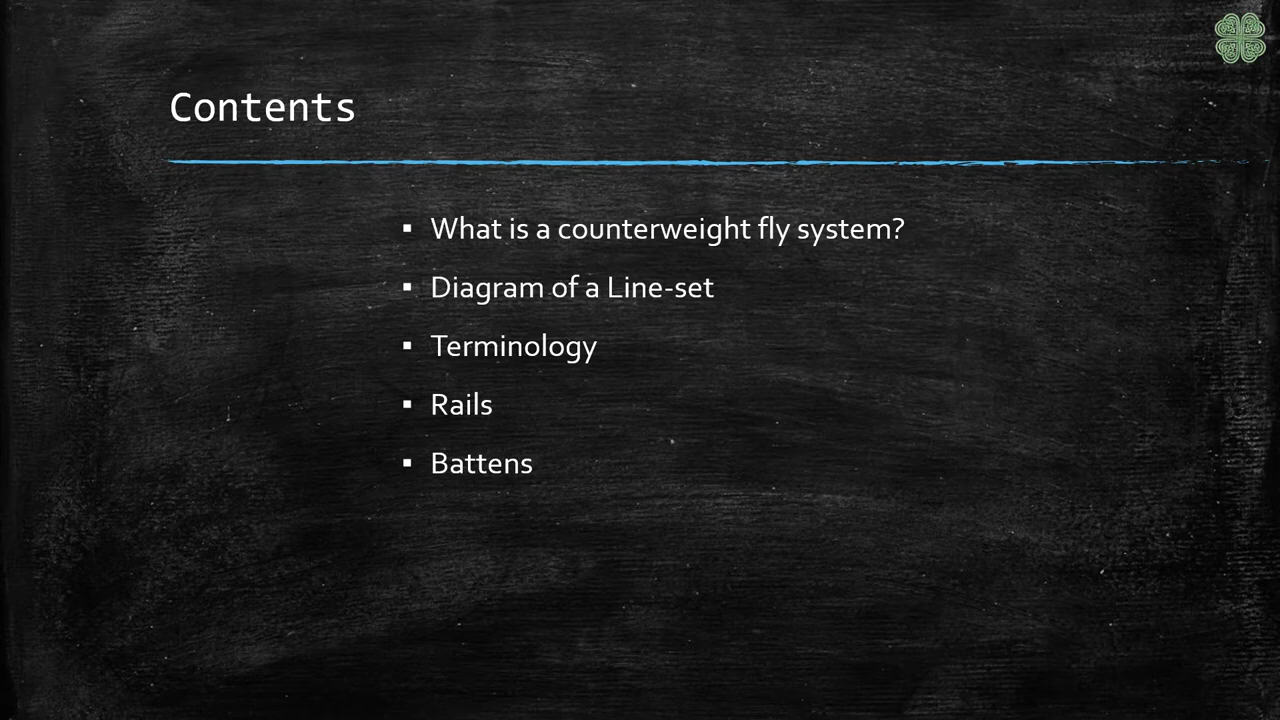 Contents
▪ What is a counterweight fly system?
▪ Diagram of a Line-set
▪ Terminology
▪ Rails
▪ Battens